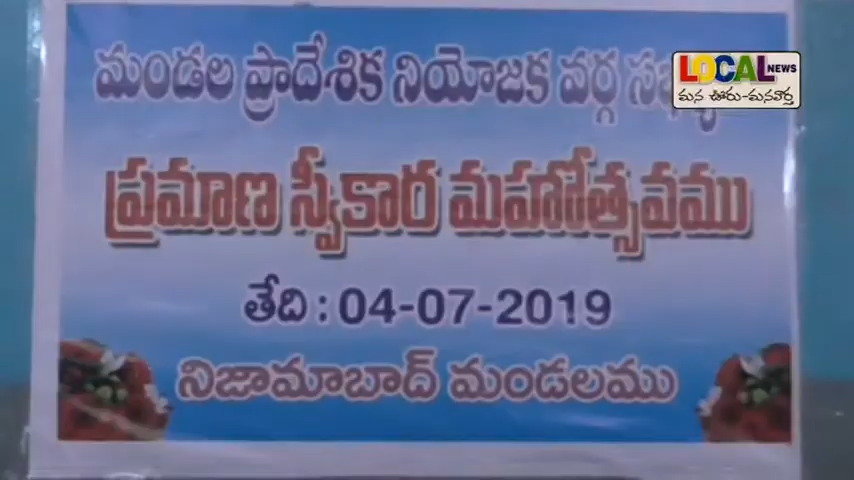 మండల ప్రాదేశిక నియోజక వర్గ
LOCAL NEWS
మన ఊరు-మనవార్త
ప్రమాణ స్వీకార మహోత్సవము
తేది : 04-07-2019
నిజామాబాద్ మండలము